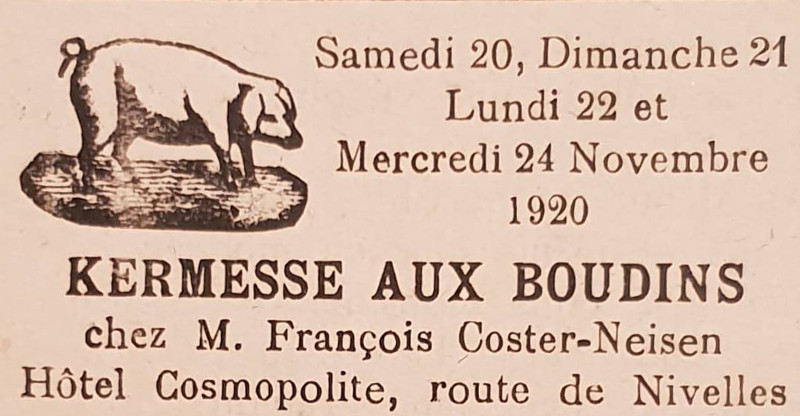 Samedi 20, Dimanche 21
Lundi 22 et
Mercredi 24 Novembre
1920
KERMESSE AUX BOUDINS
chez M. François Coster-Neisen
Hôtel Cosmopolite, route de Nivelles